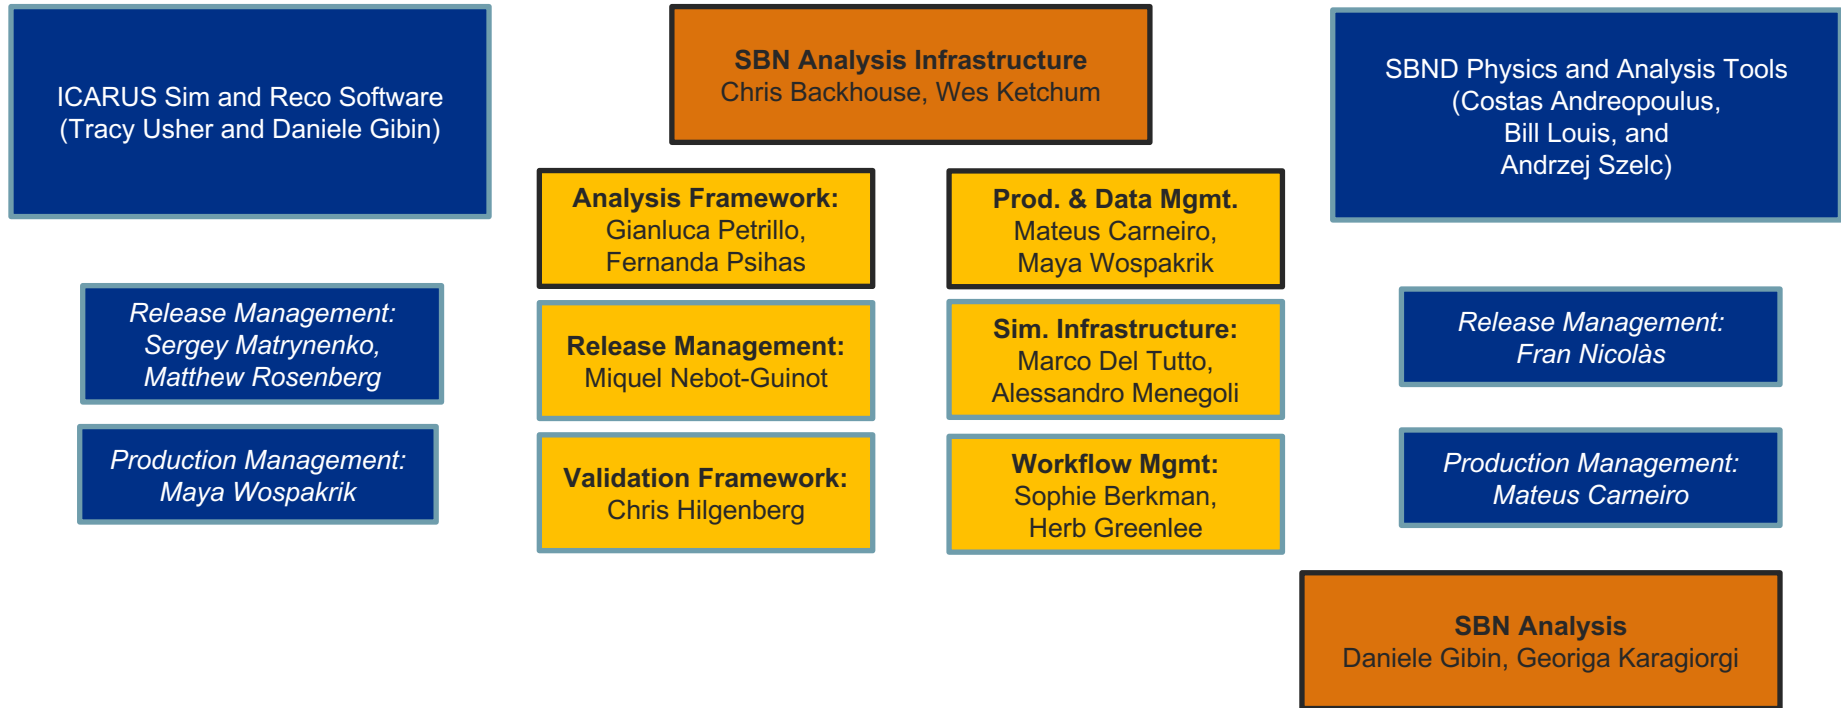 ICARUS Sim and Reco Software
(Tracy Usher and Daniele Gibin)
Release Management:
Sergey Matrynenko,
Matthew Rosenberg
Production Management:
Maya Wospakrik
SBN Analysis Infrastructure
Chris Backhouse, Wes Ketchum
Analysis Framework:
Gianluca Petrillo,
Fernanda Psihas
Release Management:
Miquel Nebot-Guinot
Validation Framework:
Chris Hilgenberg
Prod. & Data Mgmt.
Mateus Carneiro,
Maya Wospakrik
Sim. Infrastructure:
Marco Del Tutto,
Alessandro Menegoli
Workflow Mgmt:
Sophie Berkman,
Herb Greenlee
SBND Physics and Analysis Tools
(Costas Andreopoulus,
Bill Louis, and
Andrzej Szelc)
Release Management:
Fran Nicolàs
Production Management:
Mateus Carneiro
SBN Analysis
Daniele Gibin, Georiga Karagiorgi